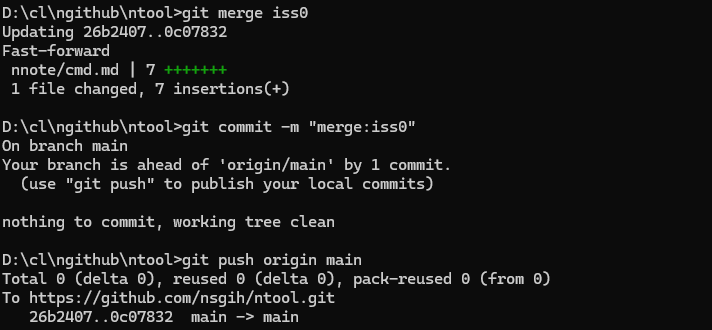 D:\cl\ngithub\ntool>git merge iss0
Updating 26b2407..0c07832
Fast-forward
 nnote/cmd.md | 7 +++++++
 1 file changed, 7 insertions(+)

D:\cl\ngithub\ntool>git commit -m "merge:iss0"
On branch main
Your branch is ahead of 'origin/main' by 1 commit.
  (use "git push" to publish your local commits)

nothing to commit, working tree clean

D:\cl\ngithub\ntool>git push origin main
Total 0 (delta 0), reused 0 (delta 0), pack-reused 0 (from 0)
To https://github.com/nsgih/ntool.git
   26b2407..0c07832  main -> main